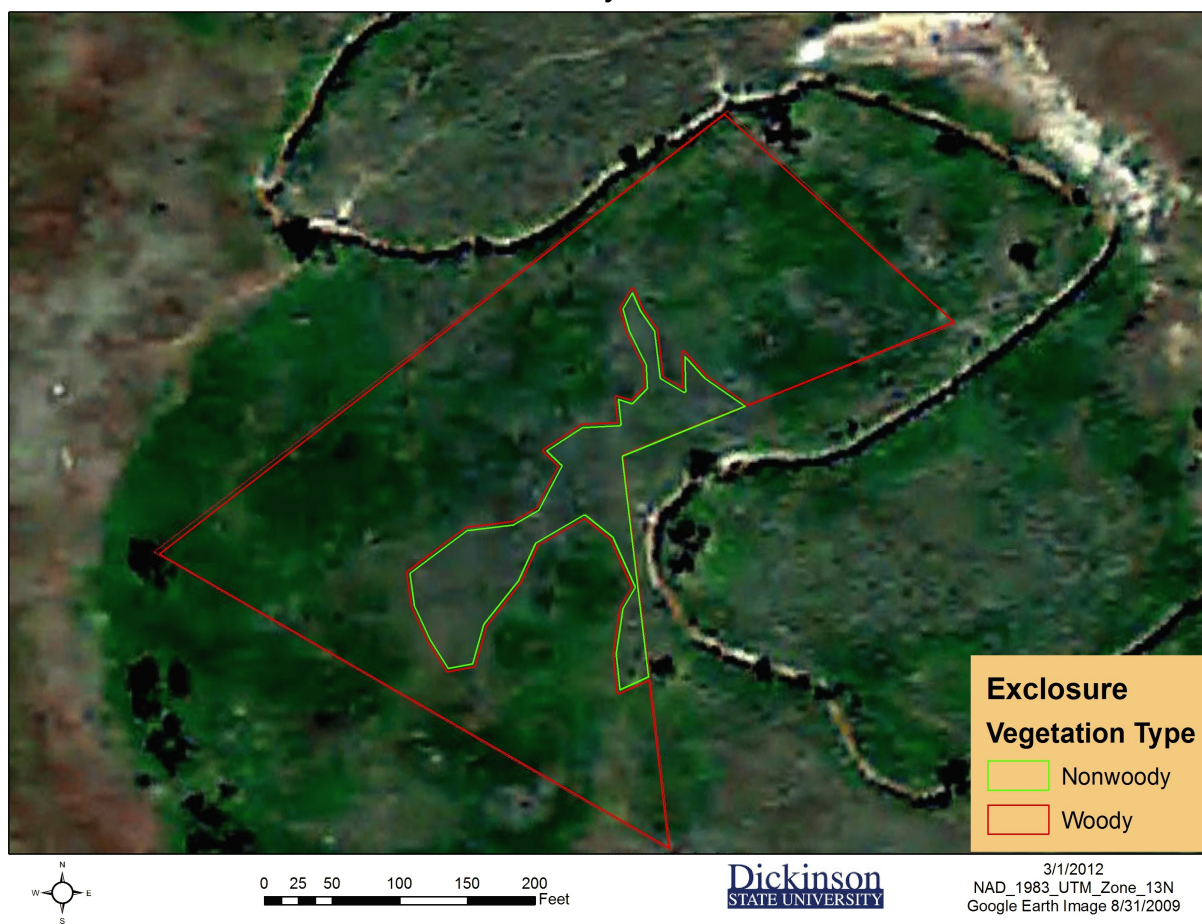 Exclosure
Vegetation Type
Nonwoody
Woody
N
W E
S
0 25 50 100 150 200
Feet
Dickinson
STATE UNIVERSITY
3/1/2012
NAD_1983_UTM_Zone_13N
Google Earth Image 8/31/2009